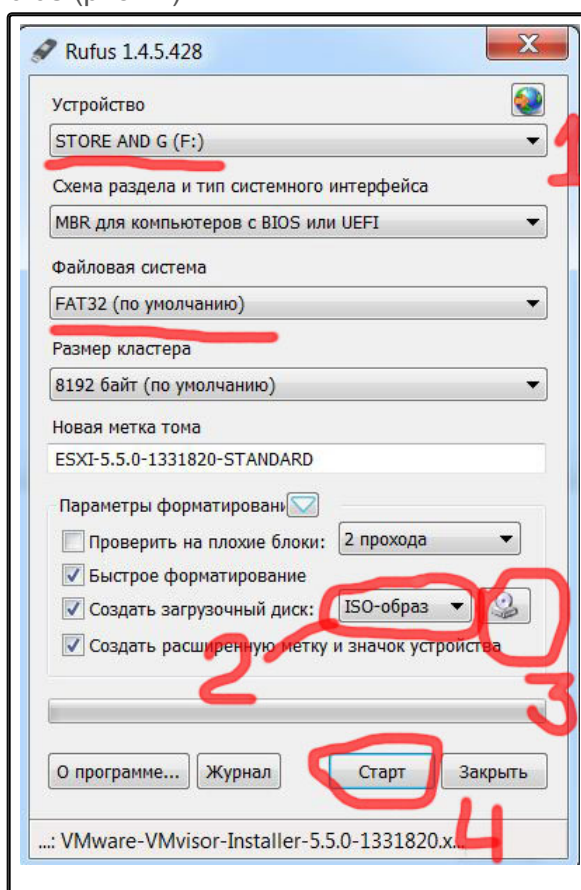 Rufus 1.4.5.428
Устройство
STORE AND G (F:)
1
Схема раздела и тип системного интерфейса
MBR для компьютеров с BIOS или UEFI
Файловая система
FAT32 (по умолчанию)
Размер кластера
8192 байт (по умолчанию)
Новая метка тома
ESXI-5.5.0-1331820-STANDARD
Параметры форматировани
Проверить на плохие блоки: 2 прохода
Быстрое форматирование
Создать загрузочный диск: ISO-образ
Создать расширенную метку и значок устройства
2
3
О программе... Журнал Старт Закрыть
4
...: VMware-VMvisor-Installer-5.5.0-1331820.x...